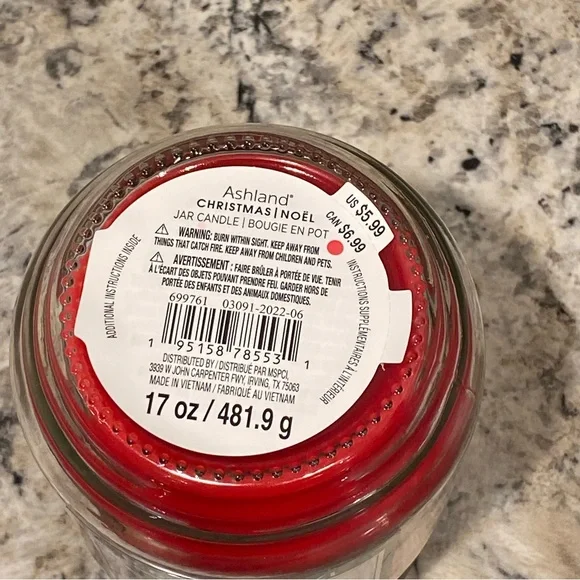 Ashland®
CHRISTMAS | NOËL
JAR CANDLE | BOUGIE EN POT
WARNING: BURN WITHIN SIGHT. KEEP AWAY FROM
THINGS THAT CATCH FIRE. KEEP AWAY FROM CHILDREN AND PETS.
AVERTISSEMENT : FAIRE BRÛLER À PORTÉE DE VUE. TENIR
À L'ÉCART DES OBJETS POUVANT PRENDRE FEU. GARDER HORS DE
PORTÉE DES ENFANTS ET DES ANIMAUX DOMESTIQUES.
699761 03091-2022-06
1 95158 78553 1
DISTRIBUTED BY / DISTRIBUÉ PAR MSPCI,
3939 W JOHN CARPENTER FWY, IRVING, TX 75063
MADE IN VIETNAM / FABRIQUÉ AU VIETNAM
17 oz / 481.9 g
ADDITIONAL INSTRUCTIONS INSIDE
INSTRUCTIONS SUPPLÉMENTAIRES À L'INTÉRIEUR
US $5.99
CAN $6.99